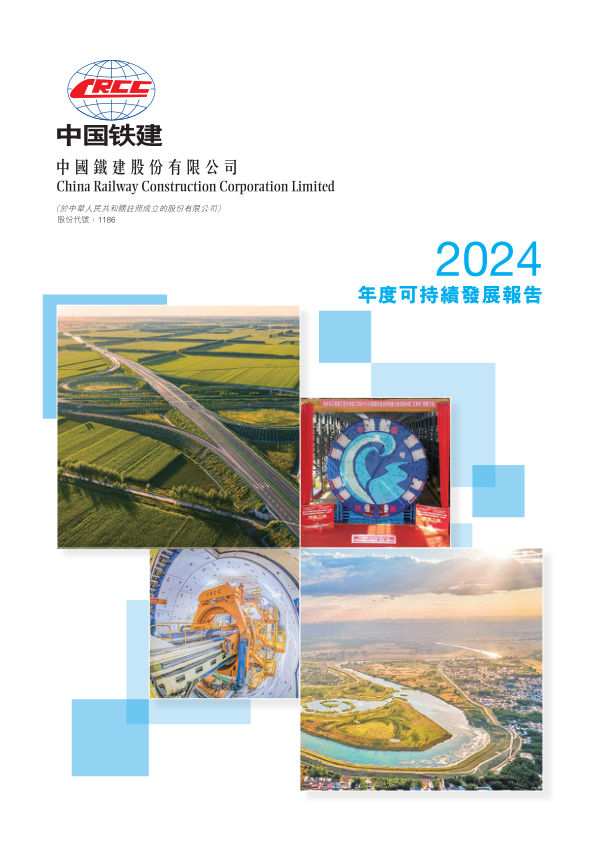 CRCC
中国铁建
中國鐵建股份有限公司
China Railway Construction Corporation Limited
(於中華人民共和國註冊成立的股份有限公司)
股份代號：1186
2024
年度可持續發展報告
CRCC